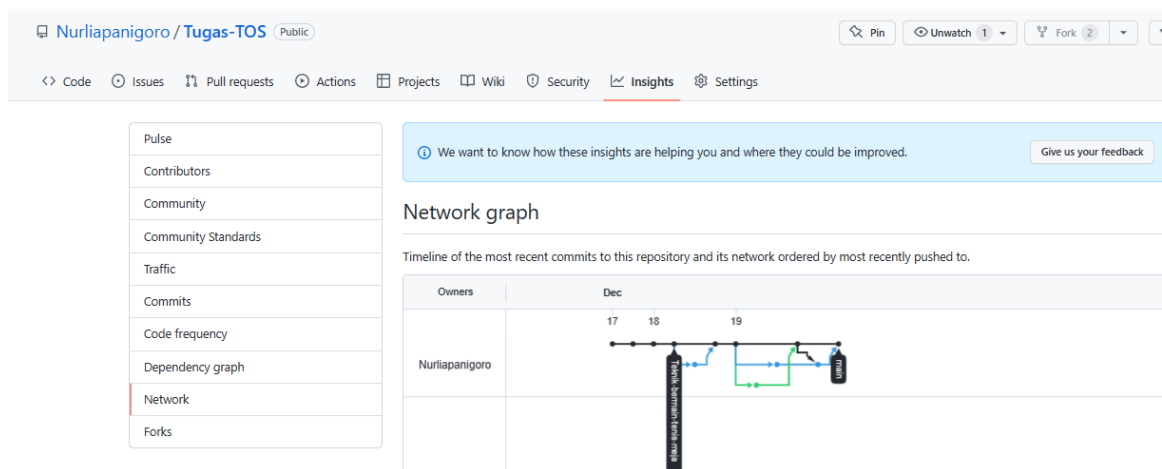 Nurliapanigoro / Tugas-TOS Public
Pin
Unwatch 1
Fork 2
Code Issues Pull requests Actions Projects Wiki Security Insights Settings
Pulse
Contributors
Community
Community Standards
Traffic
Commits
Code frequency
Dependency graph
Network
Forks
We want to know how these insights are helping you and where they could be improved.
Give us your feedback
Network graph
Timeline of the most recent commits to this repository and its network ordered by most recently pushed to.
Owners Dec
17 18 19
Nurliapanigoro
Teknik-bermain-tenis-meja
main